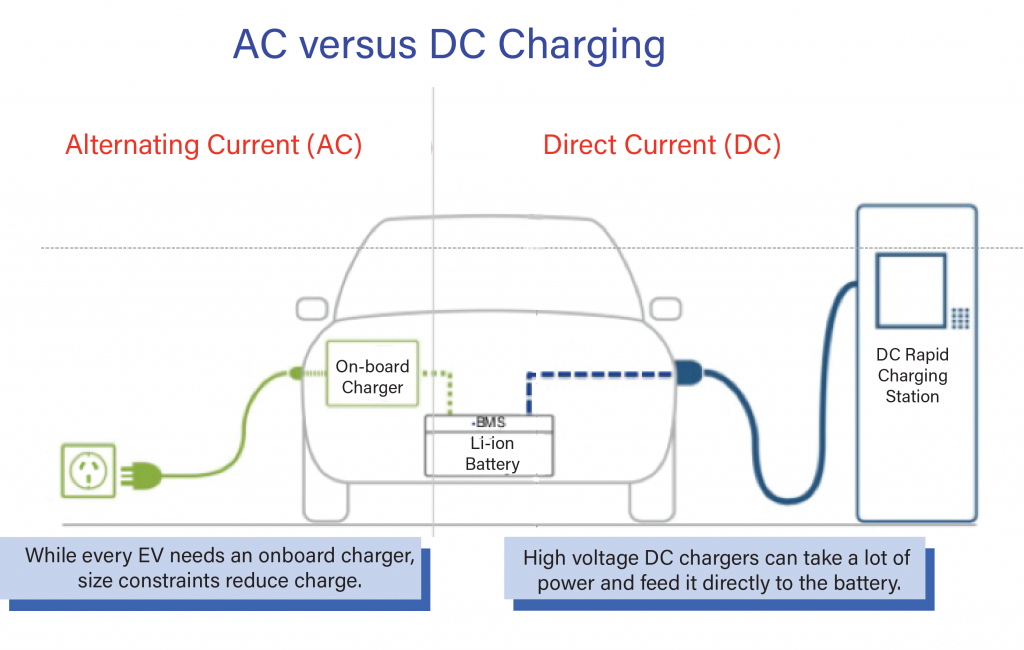 AC versus DC Charging
Alternating Current (AC)
Direct Current (DC)
On-board
Charger
BMS
Li-ion
Battery
DC Rapid
Charging
Station
While every EV needs an onboard charger,
size constraints reduce charge.
High voltage DC chargers can take a lot of
power and feed it directly to the battery.